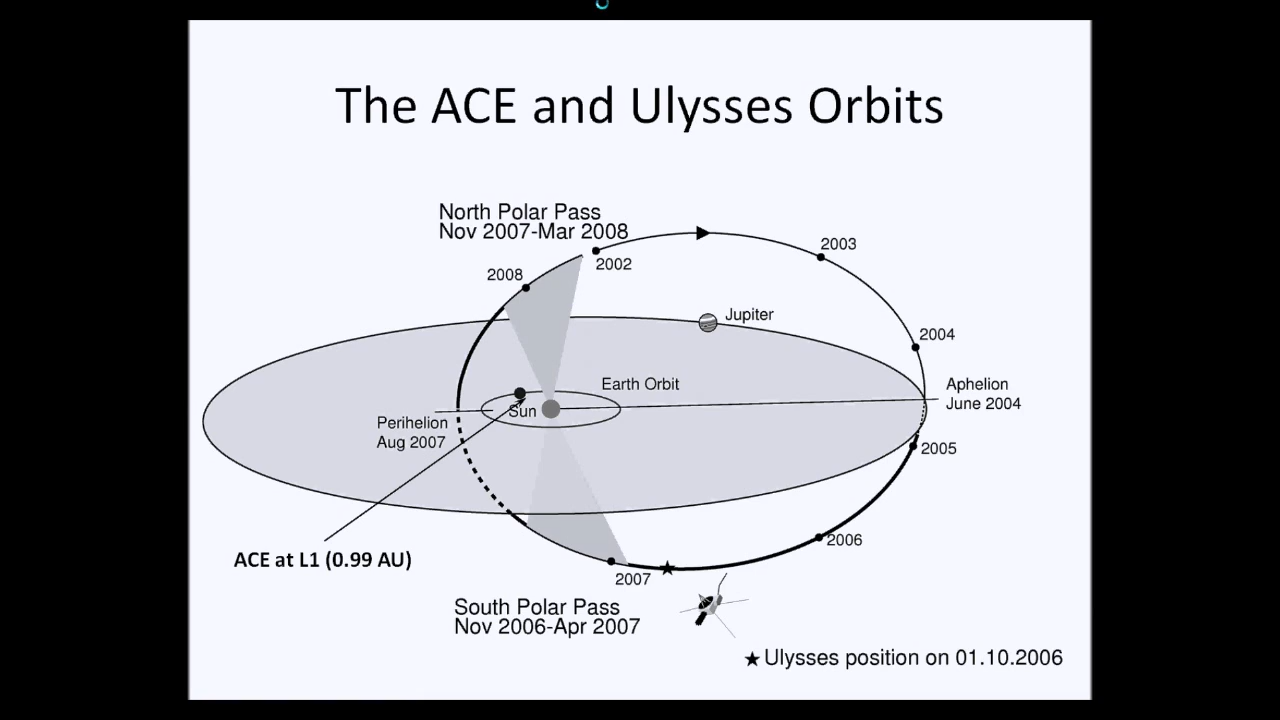 The ACE and Ulysses Orbits
North Polar Pass
Nov 2007-Mar 2008
2002
2003
2008
Jupiter
2004
Earth Orbit
Aphelion
June 2004
Sun
Perihelion
Aug 2007
2005
2006
ACE at L1 (0.99 AU)
2007
South Polar Pass
Nov 2006-Apr 2007
Ulysses position on 01.10.2006